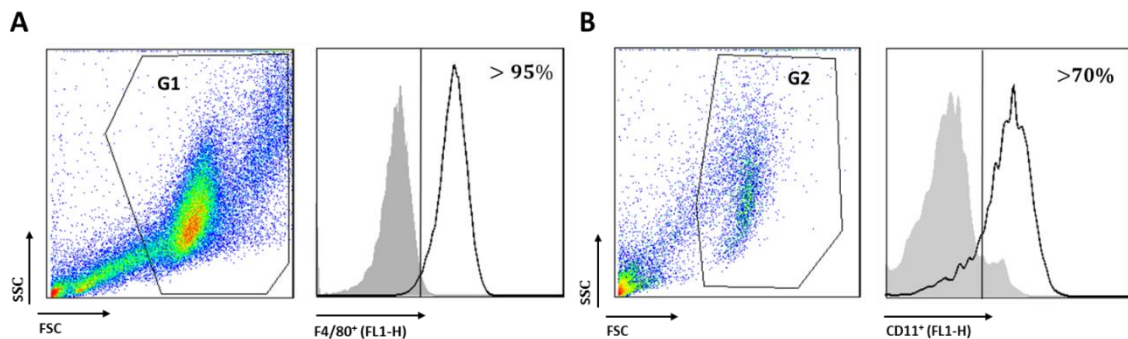 A
B
G1
> 95%
G2
>70%
SSC
FSC
F4/80⁺ (FL1-H)
SSC
FSC
CD11⁺ (FL1-H)